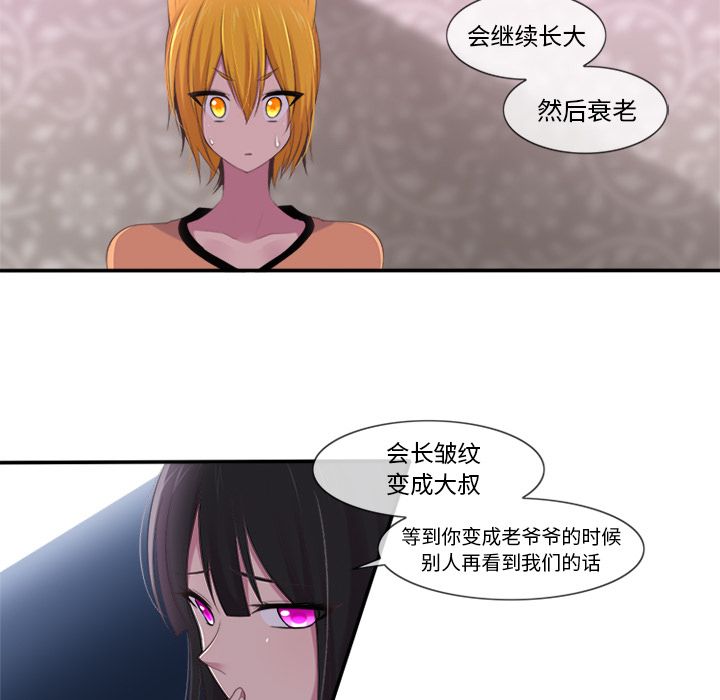 会继续长大
然后衰老
会长皱纹
变成大叔
等到你变成老爷爷的时候
别人再看到我们的话